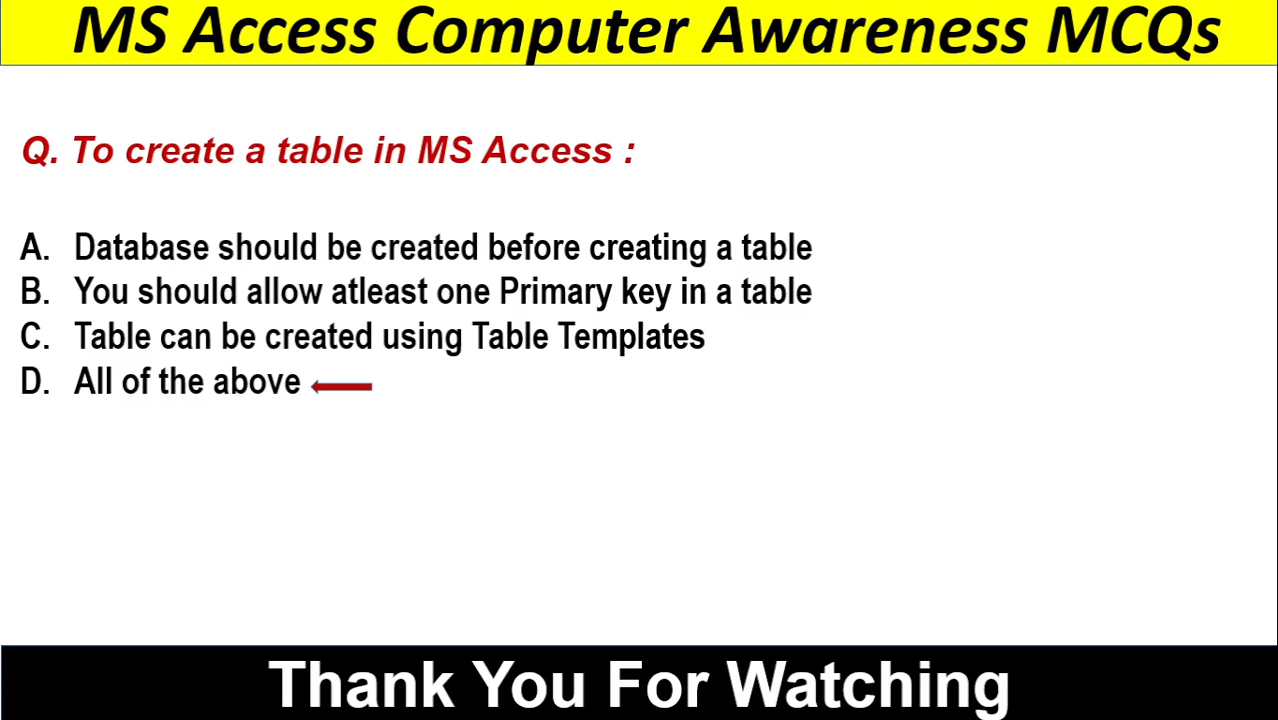 MS Access Computer Awareness MCQs
Q. To create a table in MS Access :
A. Database should be created before creating a table
B. You should allow atleast one Primary key in a table
C. Table can be created using Table Templates
D. All of the above
Thank You For Watching